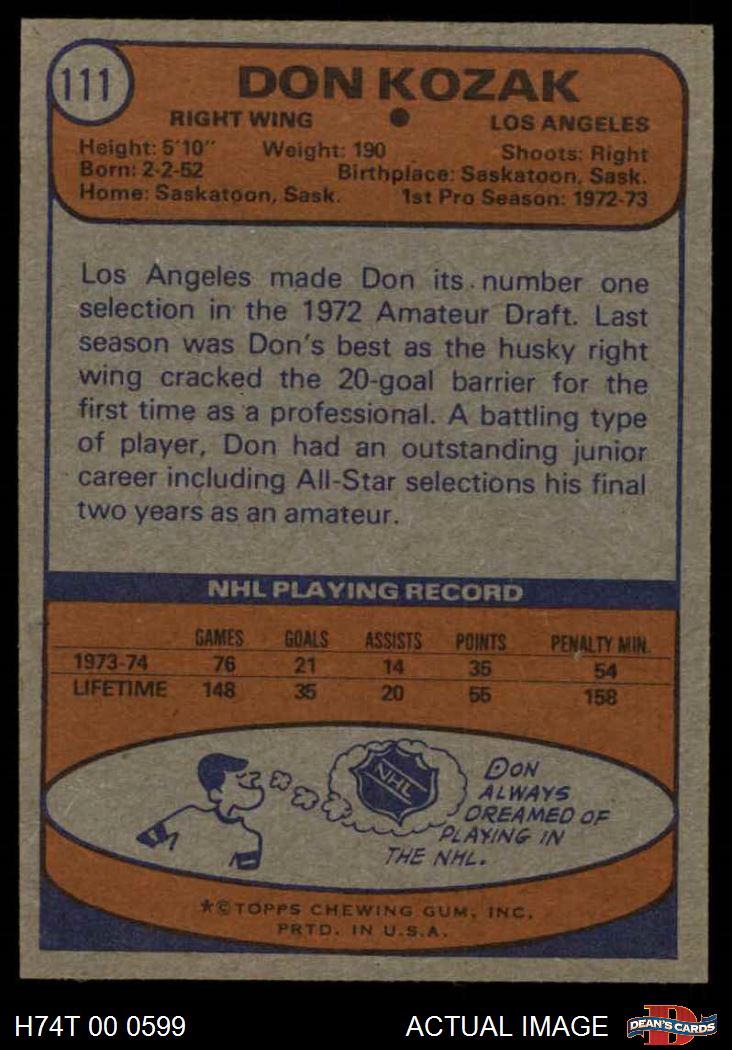 111
DON KOZAK
RIGHT WING ● LOS ANGELES
Height: 5'10" Weight: 190 Shoots: Right
Born: 2-2-52 Birthplace: Saskatoon, Sask.
Home: Saskatoon, Sask. 1st Pro Season: 1972-73
Los Angeles made Don its number one
selection in the 1972 Amateur Draft. Last
season was Don's best as the husky right
wing cracked the 20-goal barrier for the
first time as a professional. A battling type
of player, Don had an outstanding junior
career including All-Star selections his final
two years as an amateur.
NHL PLAYING RECORD
GAMES GOALS ASSISTS POINTS PENALTY MIN.
1973-74 76 21 14 35 54
LIFETIME 148 35 20 55 158
NHL
DON
ALWAYS
DREAMED OF
PLAYING IN
THE NHL.
*©TOPPS CHEWING GUM, INC.
PRTD. IN U.S.A.
H74T 00 0599 ACTUAL IMAGE
D
DEAN'S CARDS